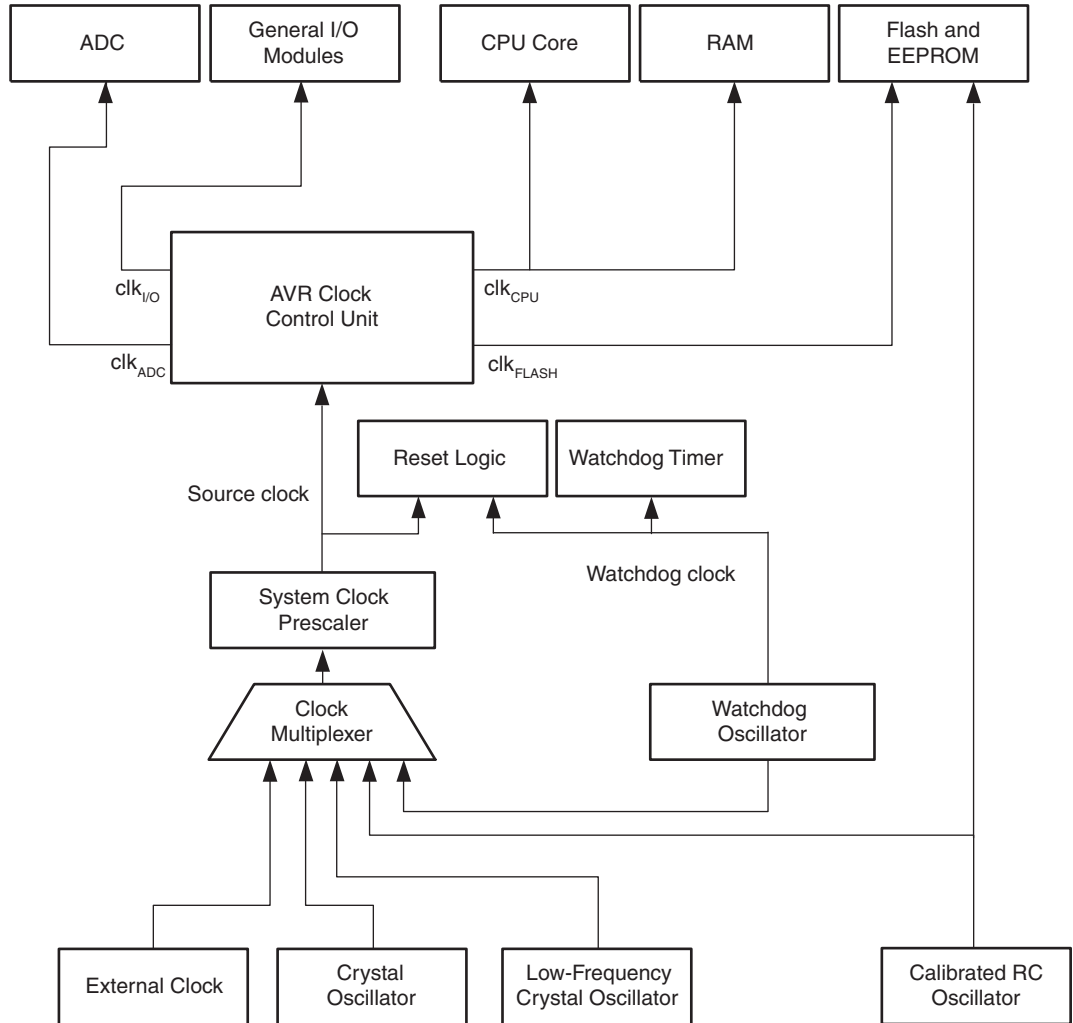 ADC
General I/O
Modules
CPU Core
RAM
Flash and
EEPROM
clkI/O
AVR Clock
Control Unit
clkCPU
clkADC
clkFLASH
Reset Logic
Watchdog Timer
Source clock
Watchdog clock
System Clock
Prescaler
Clock
Multiplexer
Watchdog
Oscillator
External Clock
Crystal
Oscillator
Low-Frequency
Crystal Oscillator
Calibrated RC
Oscillator